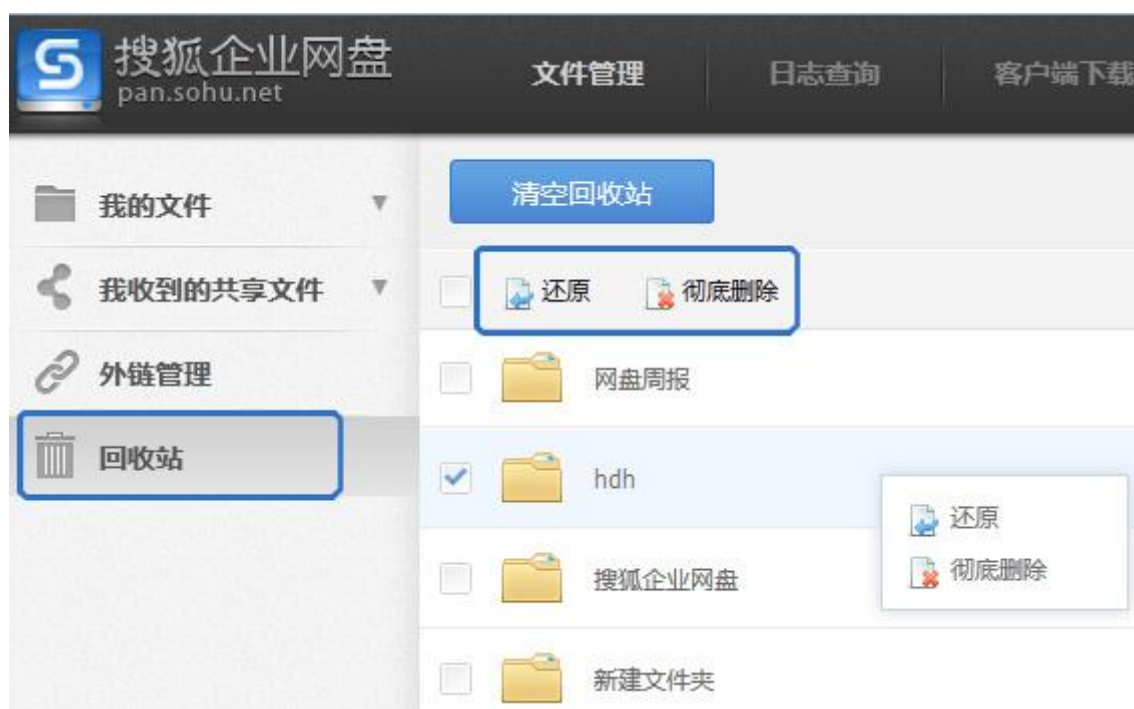 搜狐企业网盘
pan.sohu.net
文件管理
日志查询
客户端下载
我的文件
我收到的共享文件
外链管理
回收站
清空回收站
还原 彻底删除
网盘周报
hdh
还原
彻底删除
搜狐企业网盘
新建文件夹